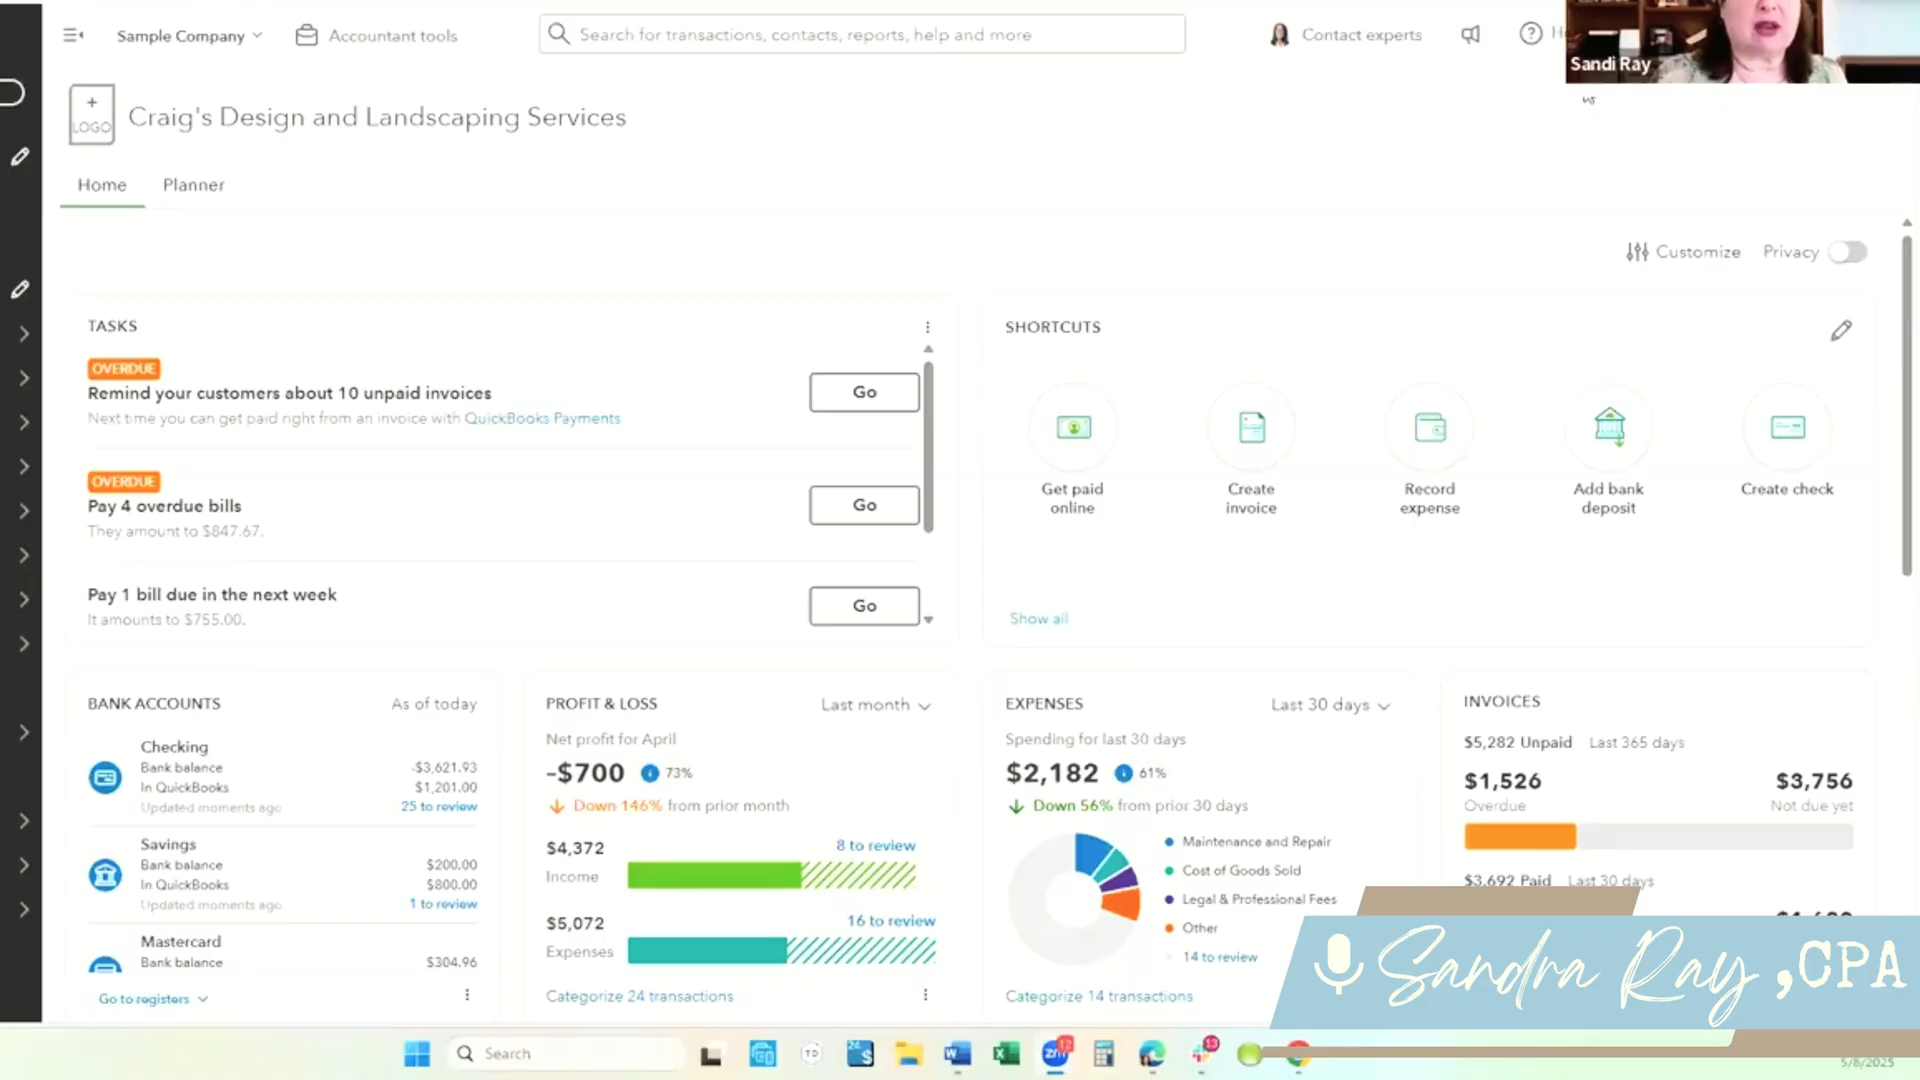 Sample Company
Accountant tools
Search for transactions, contacts, reports, help and more
Contact experts
Sandi Ray
+
LOGO
Craig's Design and Landscaping Services
Home
Planner
Customize
Privacy
TASKS
OVERDUE
Remind your customers about 10 unpaid invoices
Go
Next time you can get paid right from an invoice with QuickBooks Payments
OVERDUE
Pay 4 overdue bills
Go
They amount to $847.67.
Pay 1 bill due in the next week
Go
It amounts to $755.00.
SHORTCUTS
Get paid
online
Create
invoice
Record
expense
Add bank
deposit
Create check
Show all
BANK ACCOUNTS
As of today
Checking
Bank balance
-$3,621.93
In QuickBooks
$1,201.00
Updated moments ago
25 to review
Savings
Bank balance
$200.00
In QuickBooks
$800.00
Updated moments ago
1 to review
Mastercard
Bank balance
$304.96
Go to registers
PROFIT & LOSS
Last month
Net profit for April
-$700
73%
Down 146% from prior month
$4,372
8 to review
Income
$5,072
16 to review
Expenses
Categorize 24 transactions
EXPENSES
Last 30 days
Spending for last 30 days
$2,182
61%
Down 56% from prior 30 days
Maintenance and Repair
Cost of Goods Sold
Legal & Professional Fees
Other
14 to review
Categorize 14 transactions
INVOICES
$5,282 Unpaid
Last 365 days
$1,526
$3,756
Overdue
Not due yet
$3,692 Paid
Last 30 days
Sandra Ray, CPA
Search
TD
24
$
zm
17
13
5/8/2025